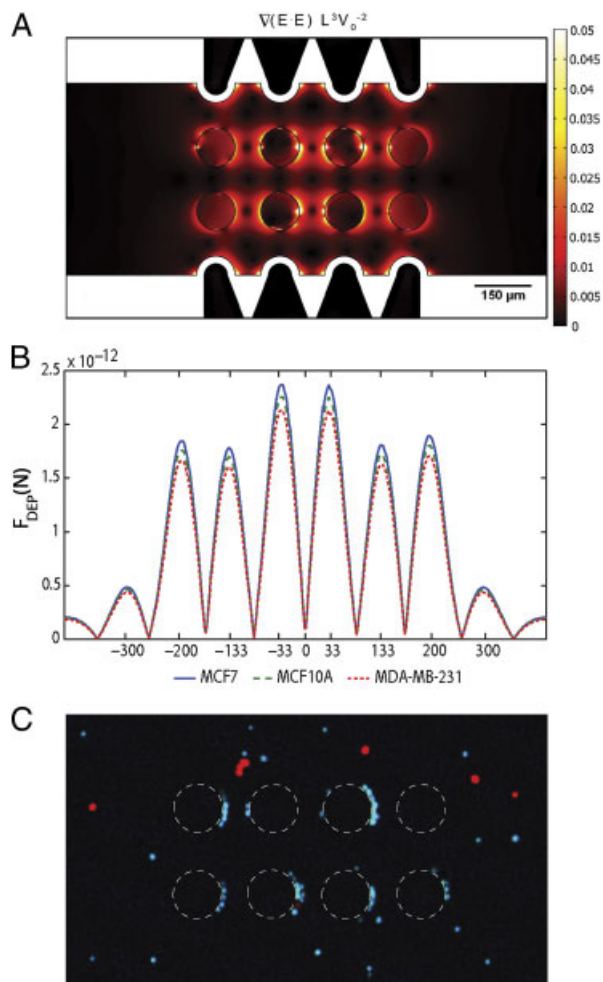 A
∇(E·E) L³V₀⁻²
0.05
0.045
0.04
0.035
0.03
0.025
0.02
0.015
0.01
0.005
0
150 µm
B
2.5 x 10⁻¹²
2
1.5
1
0.5
0
F_DEP(N)
−300 −200 −133 −33 0 33 133 200 300
MCF7 MCF10A MDA-MB-231
C